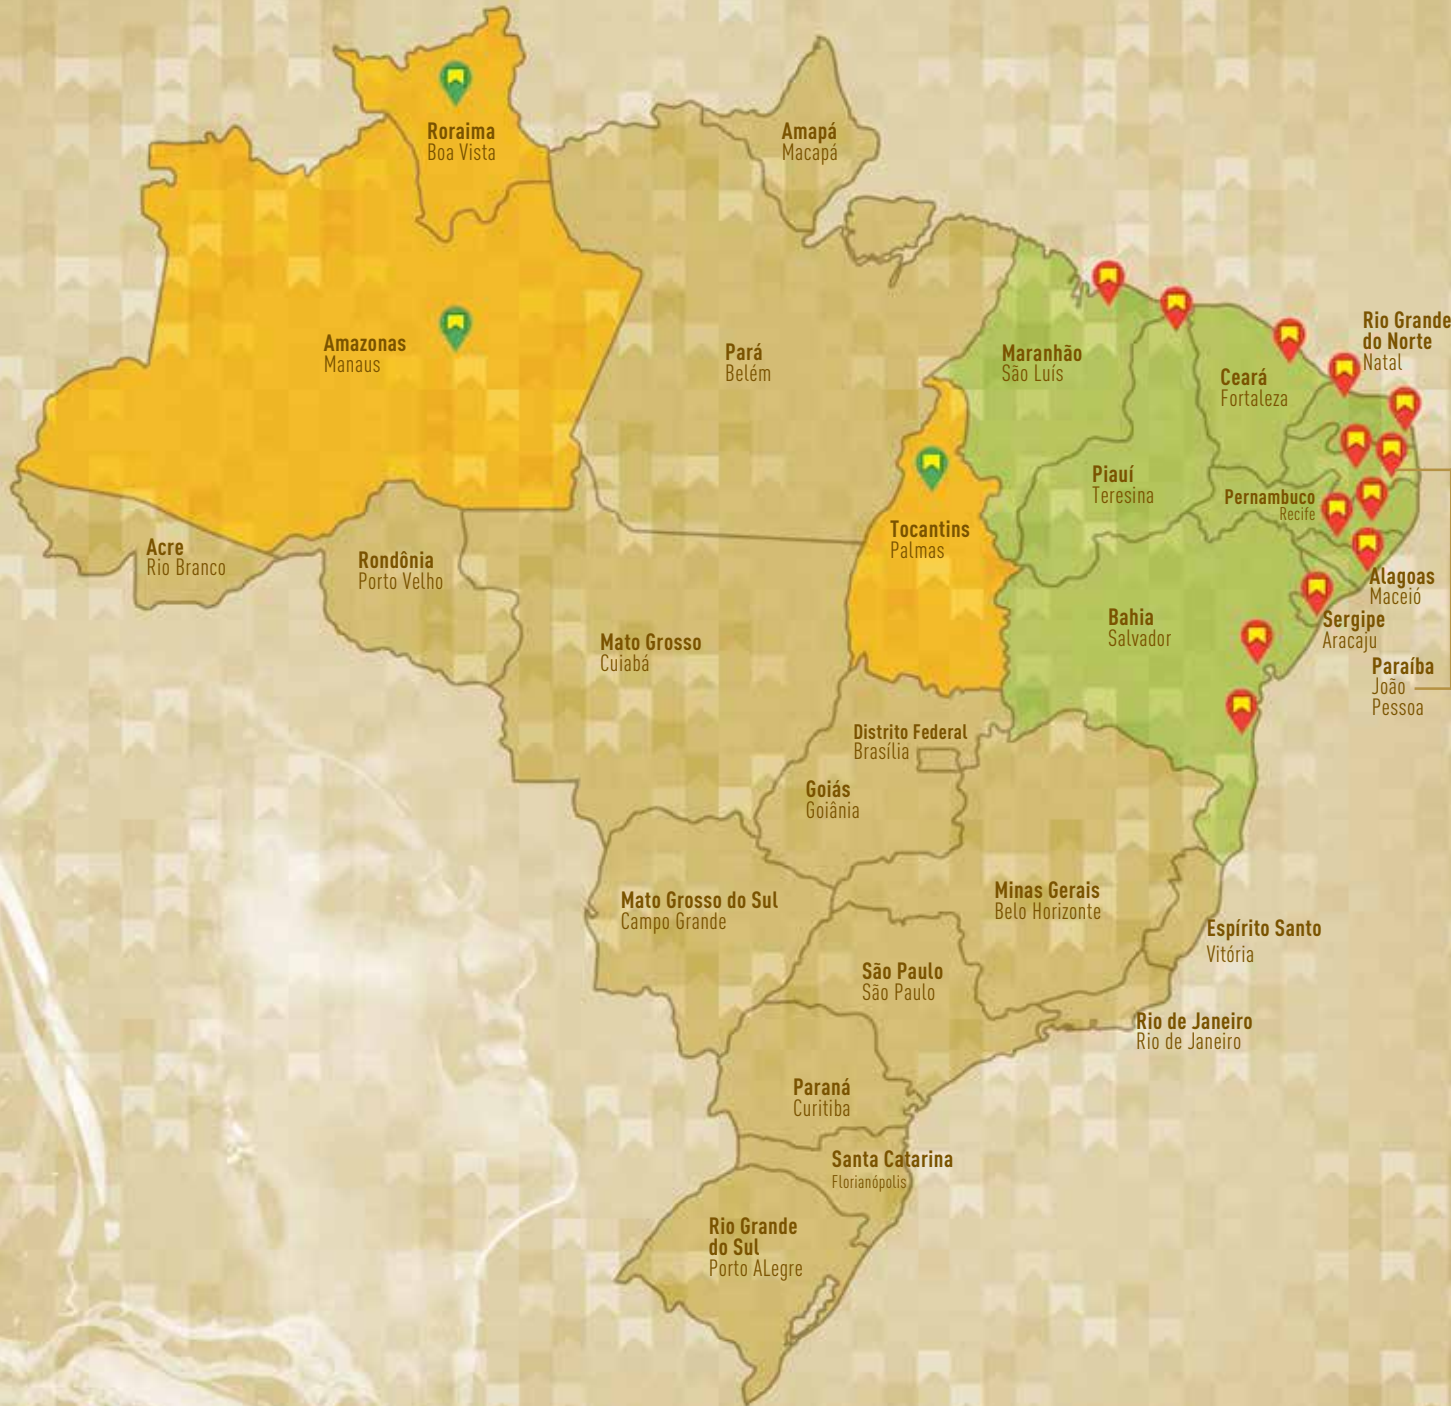 Roraima
Boa Vista
Amapá
Macapá
Amazonas
Manaus
Pará
Belém
Maranhão
São Luís
Ceará
Fortaleza
Rio Grande
do Norte
Natal
Piauí
Teresina
Pernambuco
Recife
Tocantins
Palmas
Acre
Rio Branco
Rondônia
Porto Velho
Mato Grosso
Cuiabá
Bahia
Salvador
Alagoas
Maceió
Sergipe
Aracaju
Paraíba
João
Pessoa
Distrito Federal
Brasília
Goiás
Goiânia
Mato Grosso do Sul
Campo Grande
Minas Gerais
Belo Horizonte
Espírito Santo
Vitória
São Paulo
São Paulo
Rio de Janeiro
Rio de Janeiro
Paraná
Curitiba
Santa Catarina
Florianópolis
Rio Grande
do Sul
Porto ALegre